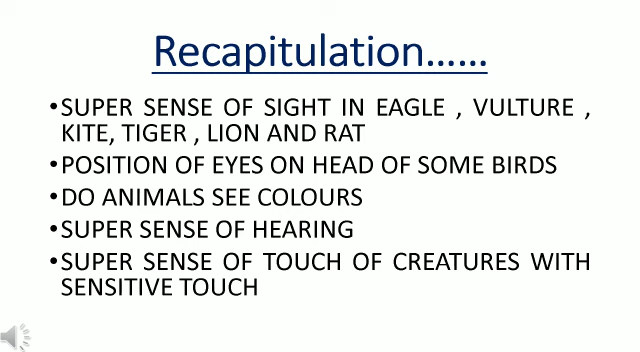 Recapitulation……
•SUPER SENSE OF SIGHT IN EAGLE , VULTURE ,
KITE, TIGER , LION AND RAT
•POSITION OF EYES ON HEAD OF SOME BIRDS
•DO ANIMALS SEE COLOURS
•SUPER SENSE OF HEARING
•SUPER SENSE OF TOUCH OF CREATURES WITH
SENSITIVE TOUCH